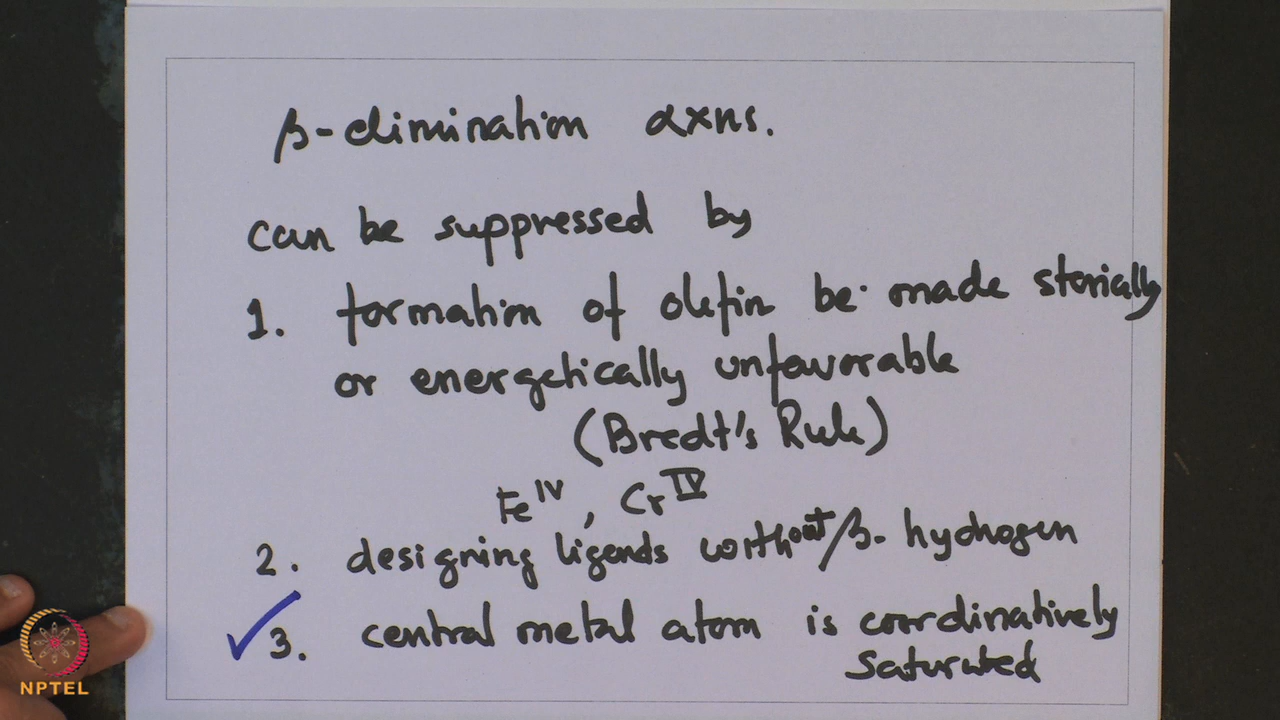 β-elimination rxns.
can be suppressed by
1. formation of olefin be made sterically
or energetically unfavorable
(Bredt's Rule)
Fe^IV, Cr^IV
2. designing ligands without β-hydrogen
3. central metal atom is coordinatively
saturated
NPTEL